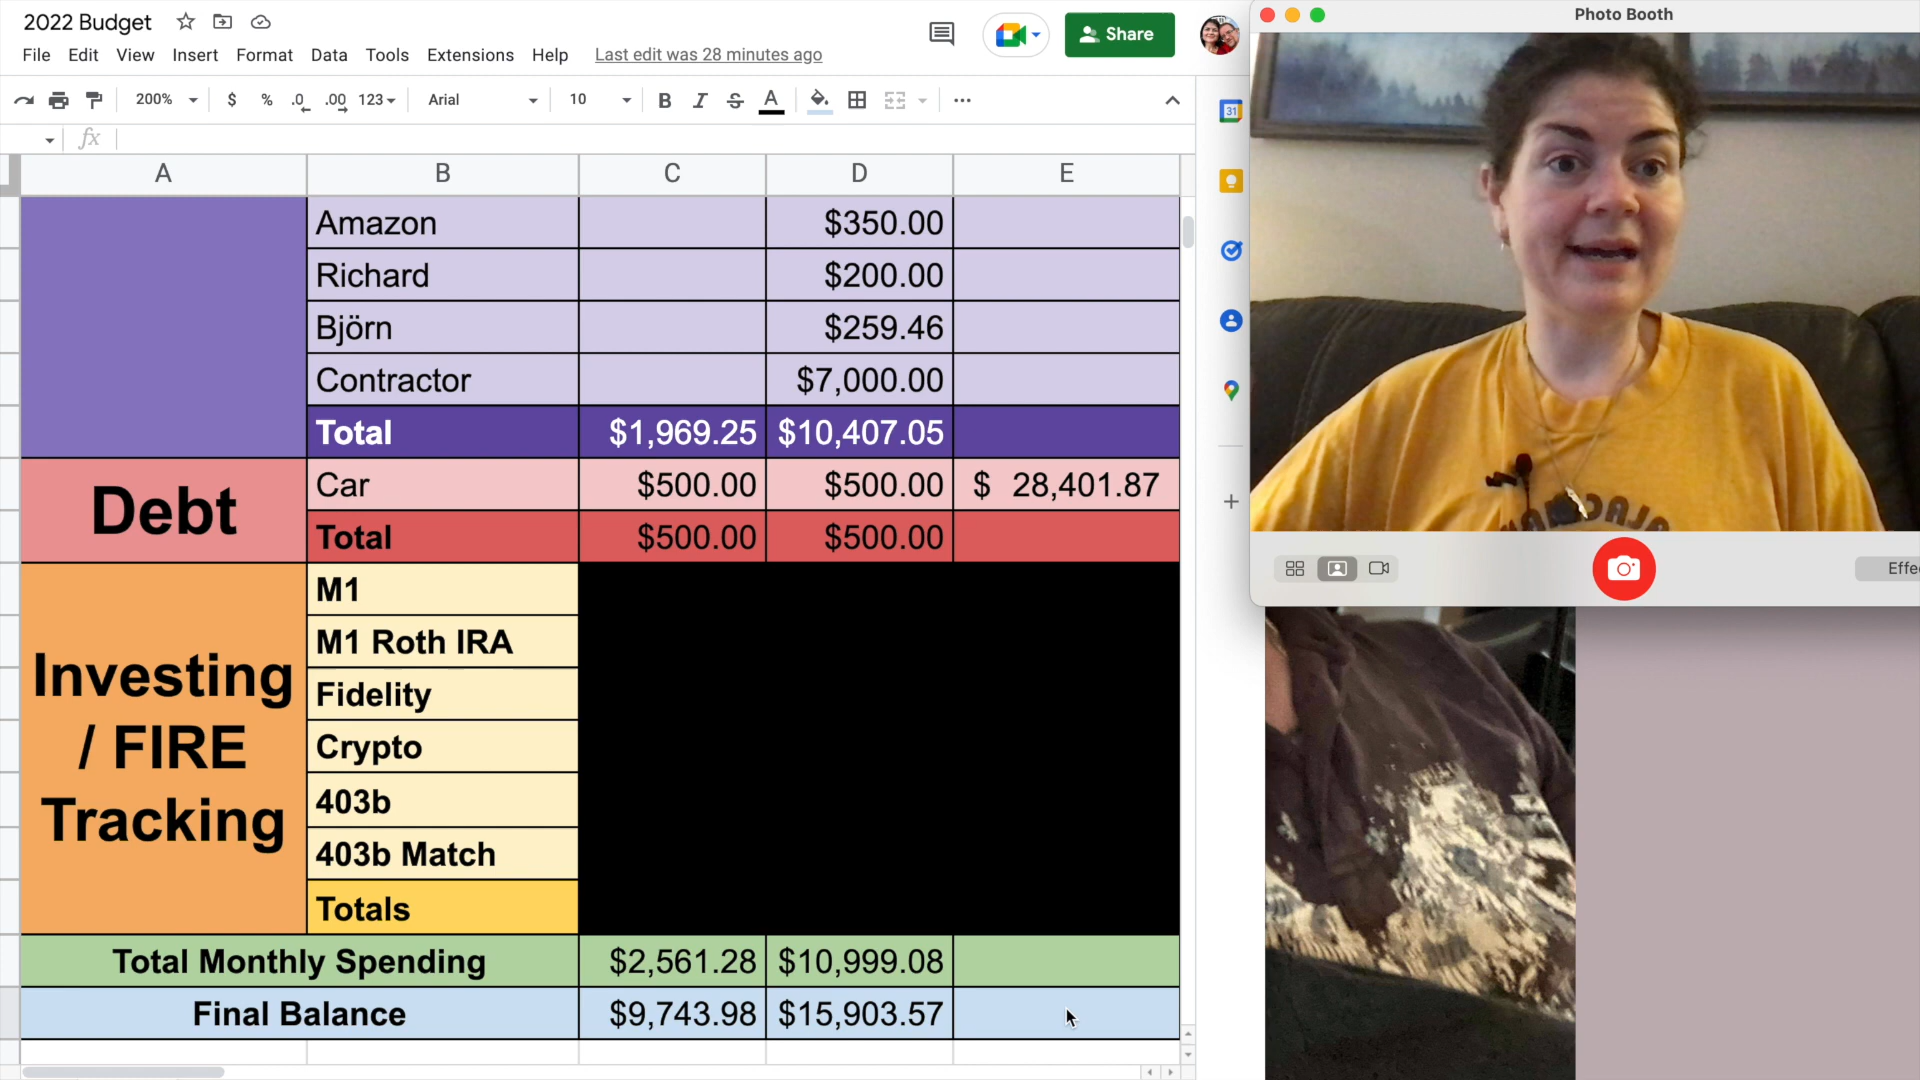 2022 Budget
Share
File Edit View Insert Format Data Tools Extensions Help Last edit was 28 minutes ago
200% $ % .0 .00 123 Arial 10 B I S A
fx
A B C D E
Amazon $350.00
Richard $200.00
Björn $259.46
Contractor $7,000.00
Total $1,969.25 $10,407.05
Debt
Car $500.00 $500.00 $ 28,401.87
Total $500.00 $500.00
Investing
/ FIRE
Tracking
M1
M1 Roth IRA
Fidelity
Crypto
403b
403b Match
Totals
Total Monthly Spending $2,561.28 $10,999.08
Final Balance $9,743.98 $15,903.57
31
Photo Booth
Effe